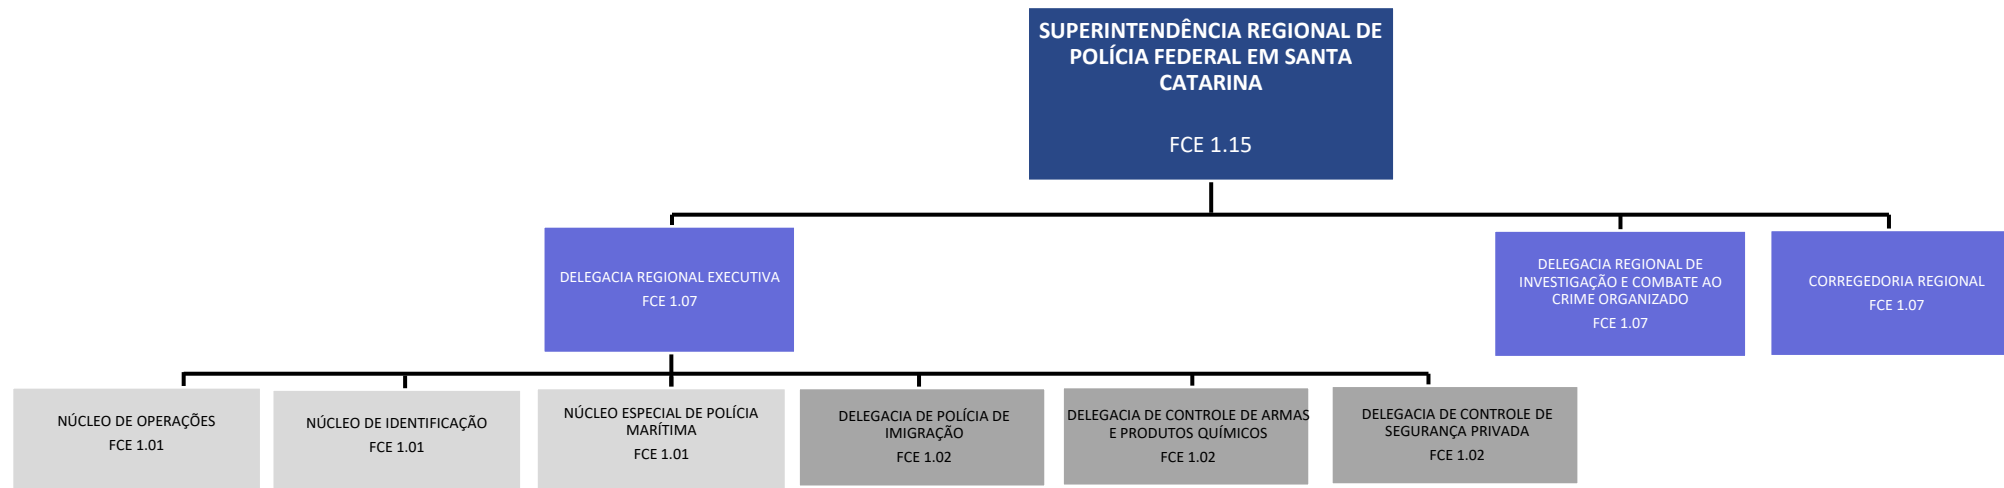 SUPERINTENDÊNCIA REGIONAL DE
POLÍCIA FEDERAL EM SANTA
CATARINA
FCE 1.15
DELEGACIA REGIONAL EXECUTIVA
FCE 1.07
DELEGACIA REGIONAL DE
INVESTIGAÇÃO E COMBATE AO
CRIME ORGANIZADO
FCE 1.07
CORREGEDORIA REGIONAL
FCE 1.07
NÚCLEO DE OPERAÇÕES
FCE 1.01
NÚCLEO DE IDENTIFICAÇÃO
FCE 1.01
NÚCLEO ESPECIAL DE POLÍCIA
MARÍTIMA
FCE 1.01
DELEGACIA DE POLÍCIA DE
IMIGRAÇÃO
FCE 1.02
DELEGACIA DE CONTROLE DE ARMAS
E PRODUTOS QUÍMICOS
FCE 1.02
DELEGACIA DE CONTROLE DE
SEGURANÇA PRIVADA
FCE 1.02